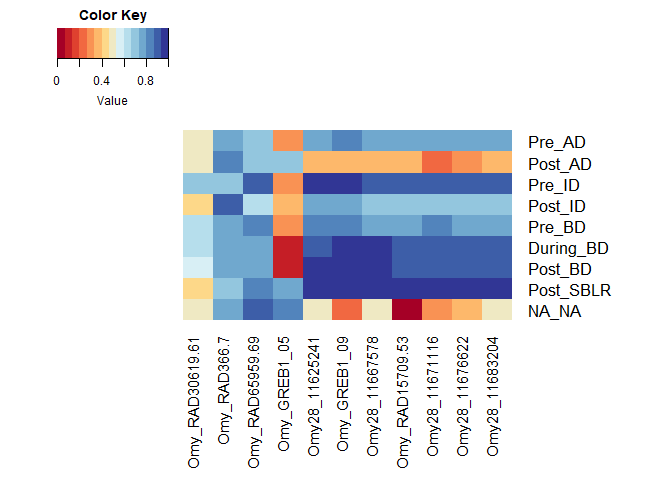 Color Key
0 0.4 0.8
Value
Pre_AD
Post_AD
Pre_ID
Post_ID
Pre_BD
During_BD
Post_BD
Post_SBLR
NA_NA
Omy_RAD30619.61
Omy_RAD366.7
Omy_RAD65959.69
Omy_GREB1_05
Omy28_11625241
Omy_GREB1_09
Omy28_11667578
Omy_RAD15709.53
Omy28_11671116
Omy28_11676622
Omy28_11683204